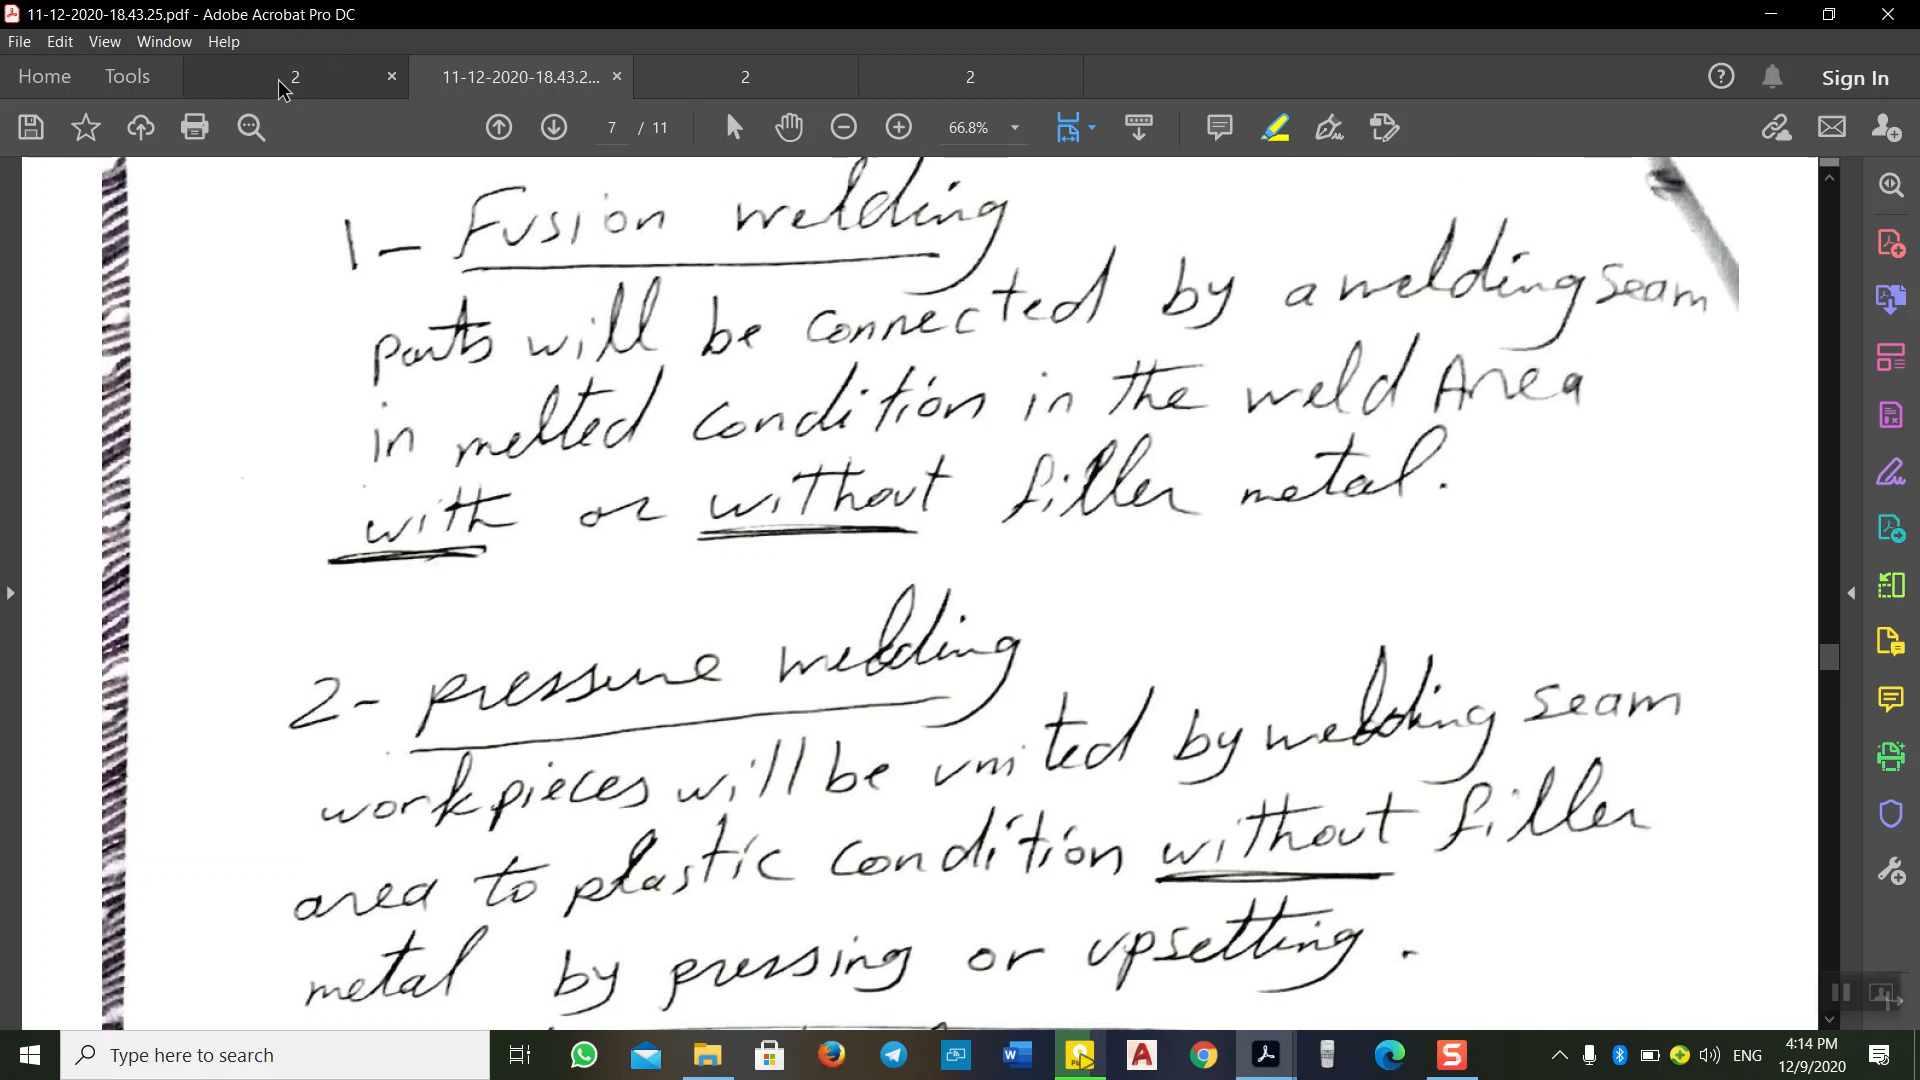 11-12-2020-18.43.25.pdf - Adobe Acrobat Pro DC
File Edit View Window Help
Home Tools 2 × 11-12-2020-18.43.2... × 2 2 Sign In
7 / 11 66.8%
1- Fusion welding
parts will be connected by a welding seam
in melted condition in the weld Area
with or without filler metal.
2- pressure welding
workpieces will be united by welding seam
area to plastic condition without filler
metal by pressing or upsetting.
Type here to search
ENG
4:14 PM
12/9/2020